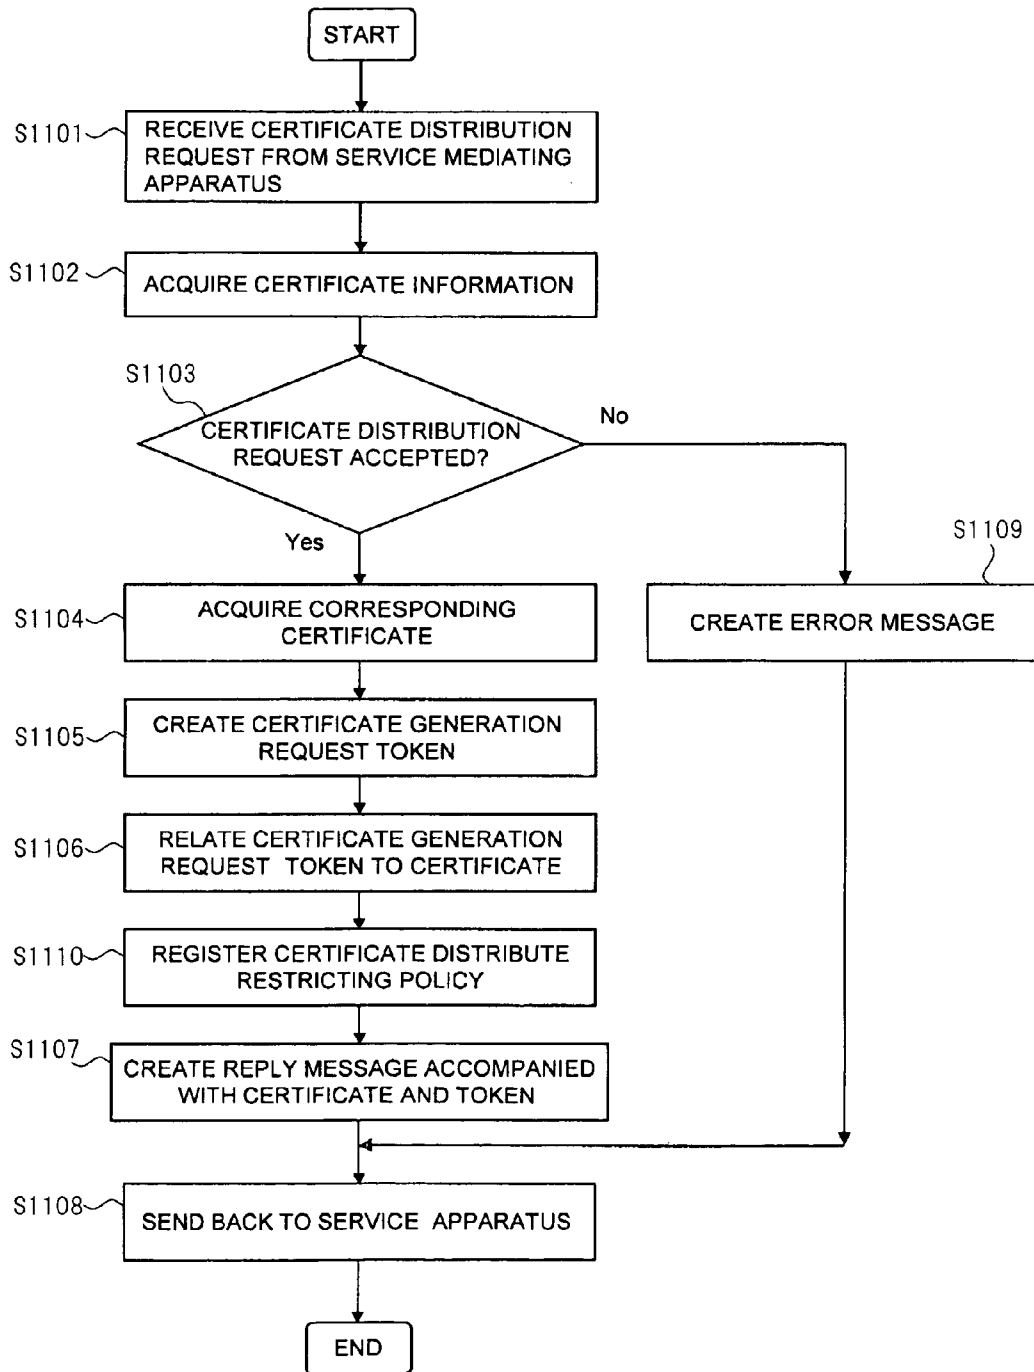 START
S1101
RECEIVE CERTIFICATE DISTRIBUTION
REQUEST FROM SERVICE MEDIATING
APPARATUS
S1102
ACQUIRE CERTIFICATE INFORMATION
S1103
CERTIFICATE DISTRIBUTION
REQUEST ACCEPTED?
No
Yes
S1109
CREATE ERROR MESSAGE
S1104
ACQUIRE CORRESPONDING
CERTIFICATE
S1105
CREATE CERTIFICATE GENERATION
REQUEST TOKEN
S1106
RELATE CERTIFICATE GENERATION
REQUEST TOKEN TO CERTIFICATE
S1110
REGISTER CERTIFICATE DISTRIBUTE
RESTRICTING POLICY
S1107
CREATE REPLY MESSAGE ACCOMPANIED
WITH CERTIFICATE AND TOKEN
S1108
SEND BACK TO SERVICE APPARATUS
END